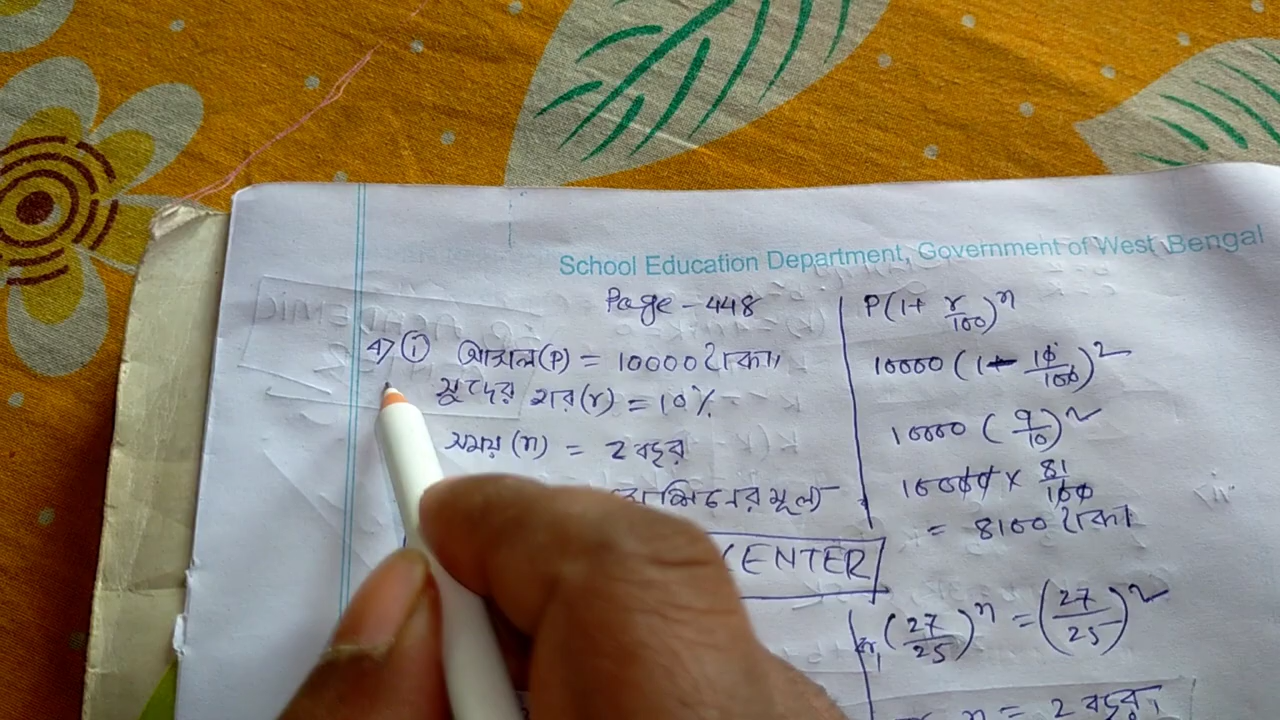 School Education Department, Government of West Bengal
Page - 448
4) i আসল(P) = 10000 টাকা
সুদের হার(r) = 10%
সময় (n) = 2 বছর
মেশিনের মূল্য
CENTER
P(1+ r/100)^n
10000 (1- 10/100)^2
10000 (9/10)^2
10000 x 81/100
= 8100 টাকা
বা, (27/25)^n = (27/25)^2
n = 2 বছর।